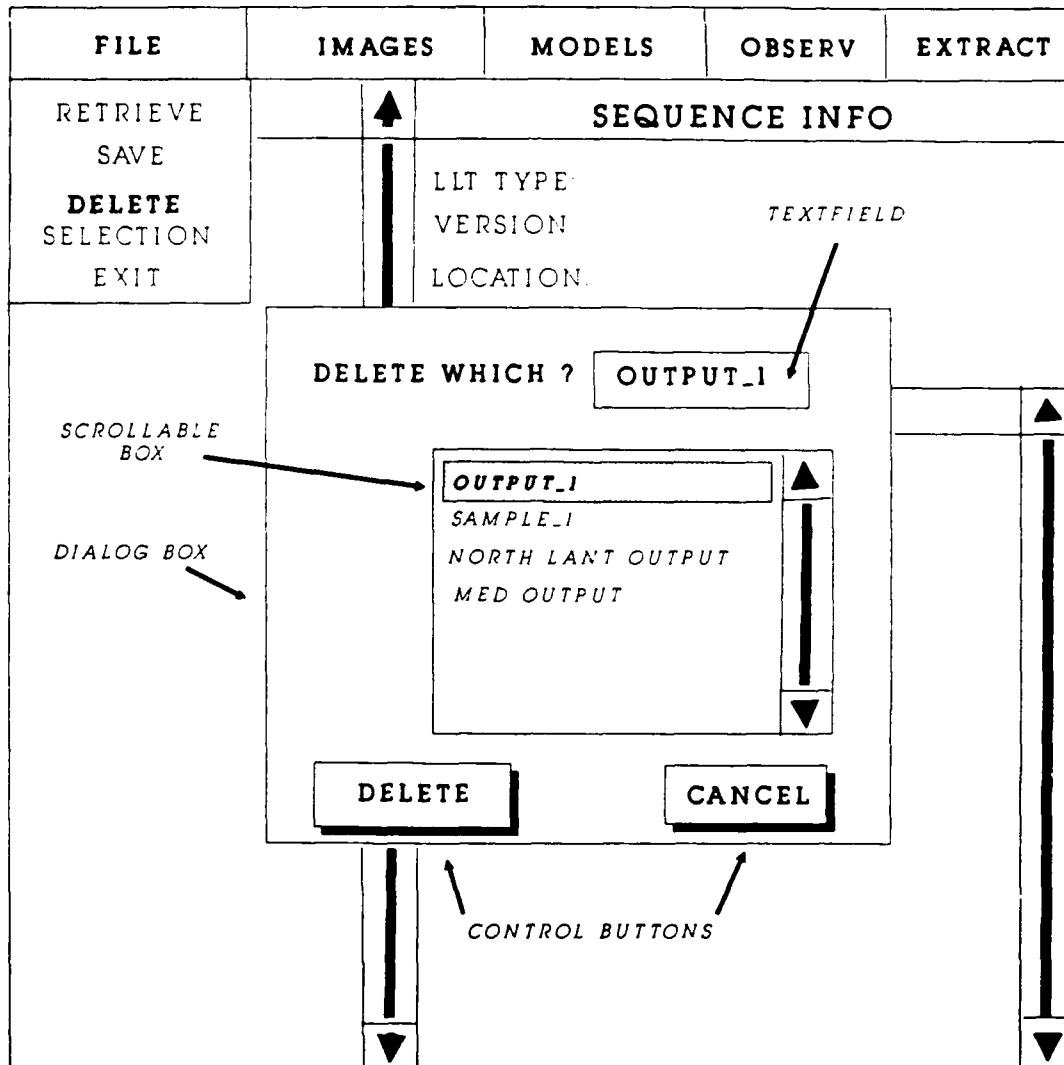 FILE IMAGES MODELS OBSERV EXTRACT
RETRIEVE
SAVE
DELETE
SELECTION
EXIT
SEQUENCE INFO
LLT TYPE:
VERSION
LOCATION:
TEXTFIELD
DELETE WHICH ? OUTPUT_1
SCROLLABLE
BOX
OUTPUT_1
SAMPLE_1
NORTH LANT OUTPUT
MED OUTPUT
DIALOG BOX
DELETE CANCEL
CONTROL BUTTONS